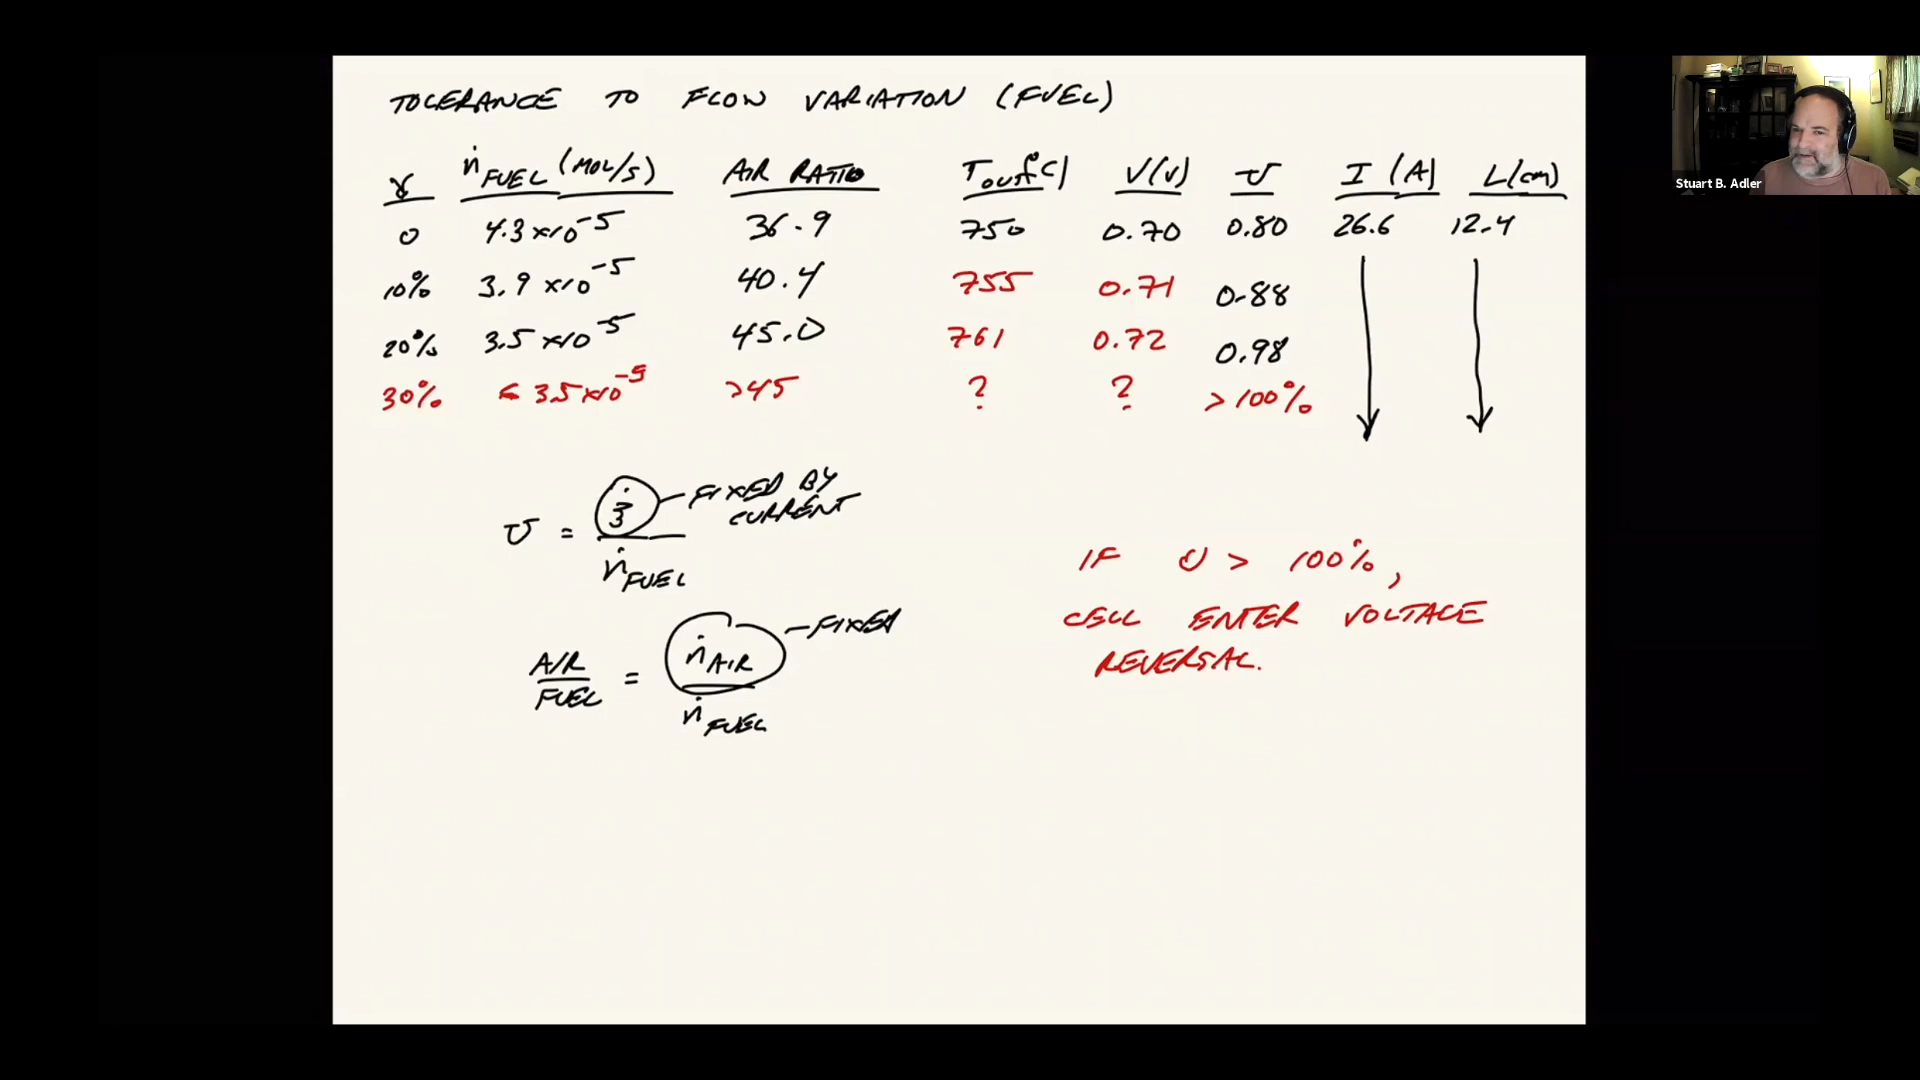 TOLERANCE TO FLOW VARIATION (FUEL)
γ ṅFUEL (MOL/S) AIR RATIO Tout(°C) V(V) U I (A) L(cm)
0 4.3×10⁻⁵ 36.9 750 0.70 0.80 26.6 12.4
10% 3.9×10⁻⁵ 40.4 755 0.71 0.88
20% 3.5×10⁻⁵ 45.0 761 0.72 0.98
30% < 3.5×10⁻⁵ >45 ? ? >100%
U = ξ̇ / ṅFUEL FIXED BY CURRENT
AIR/FUEL = ṅAIR / ṅFUEL FIXED
IF U > 100%,
CELL ENTER VOLTAGE
REVERSAL.
Stuart B. Adler